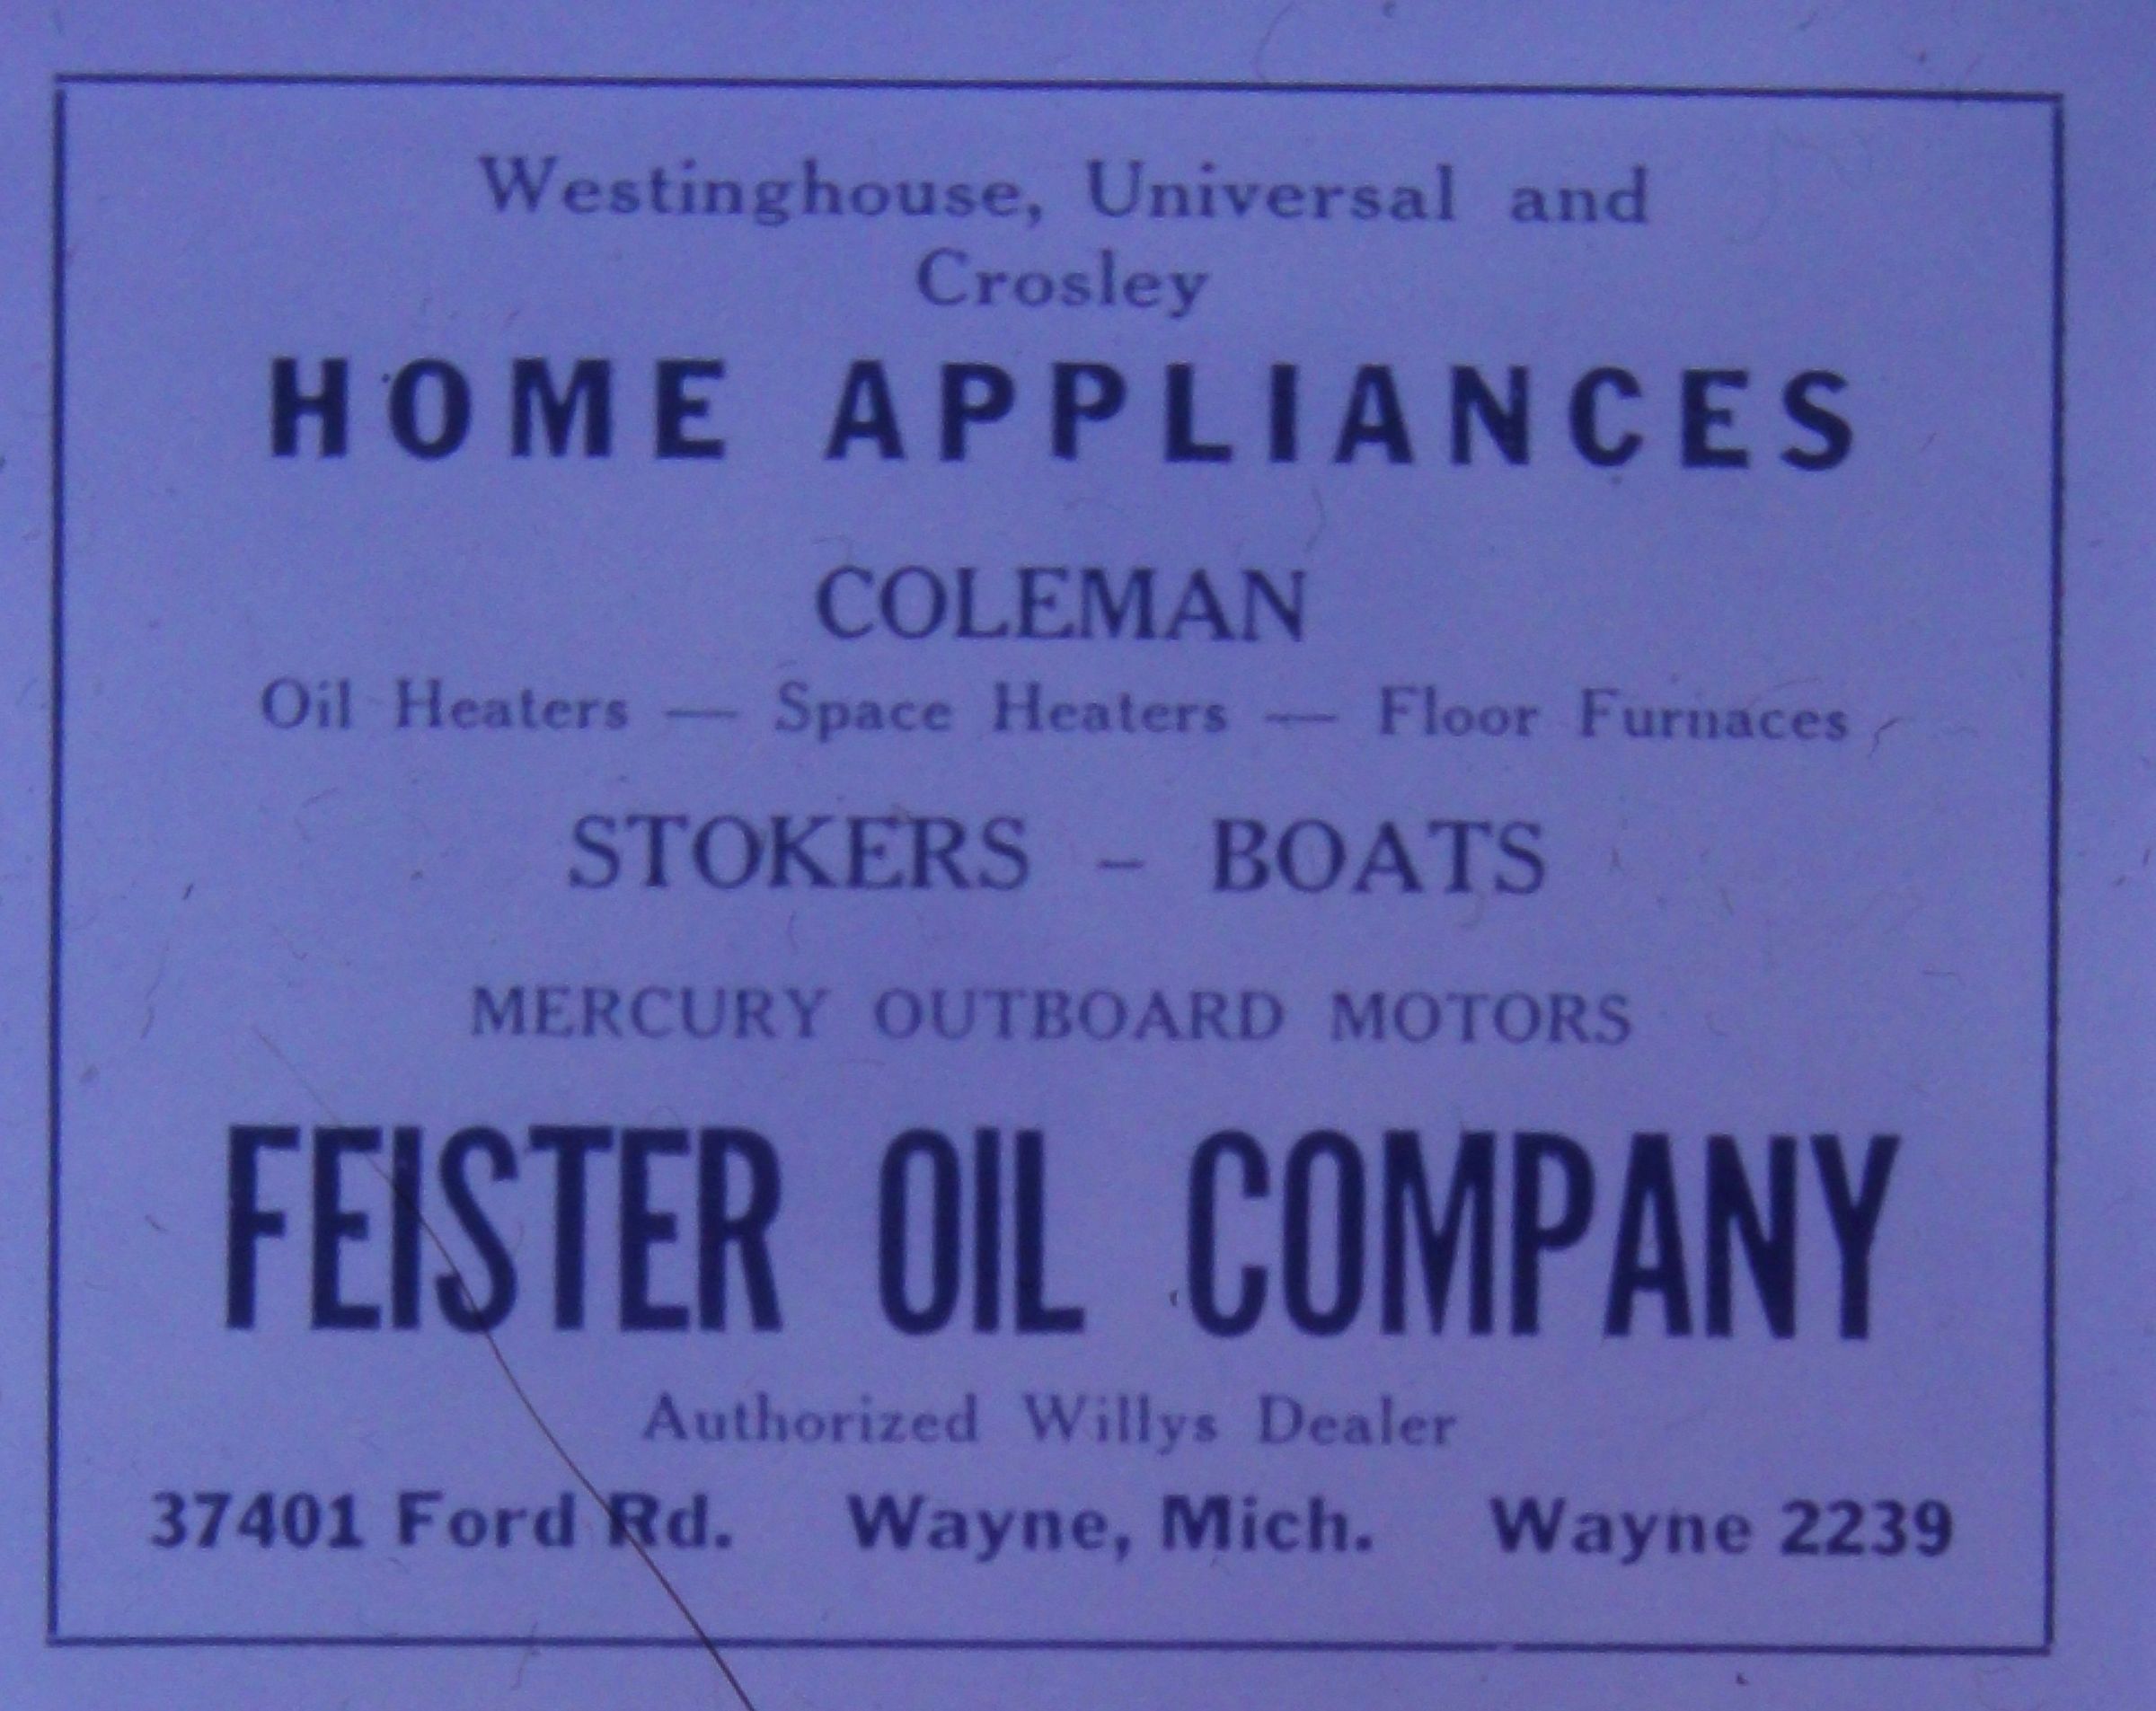 Westinghouse, Universal and
Crosley
HOME APPLIANCES
COLEMAN
Oil Heaters — Space Heaters — Floor Furnaces
STOKERS – BOATS
MERCURY OUTBOARD MOTORS
FEISTER OIL COMPANY
Authorized Willys Dealer
37401 Ford Rd. Wayne, Mich. Wayne 2239